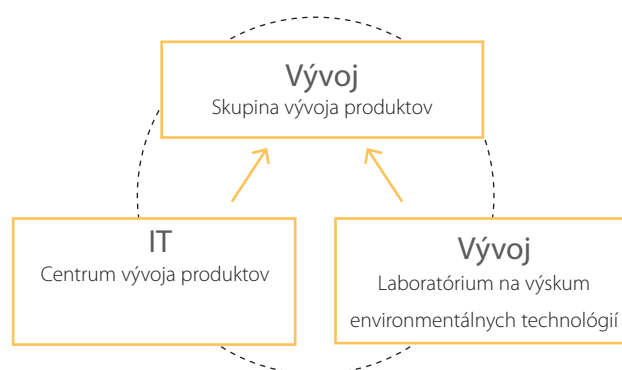 Vývoj
Skupina vývoja produktov
IT
Centrum vývoja produktov
Vývoj
Laboratórium na výskum
environmentálnych technológií